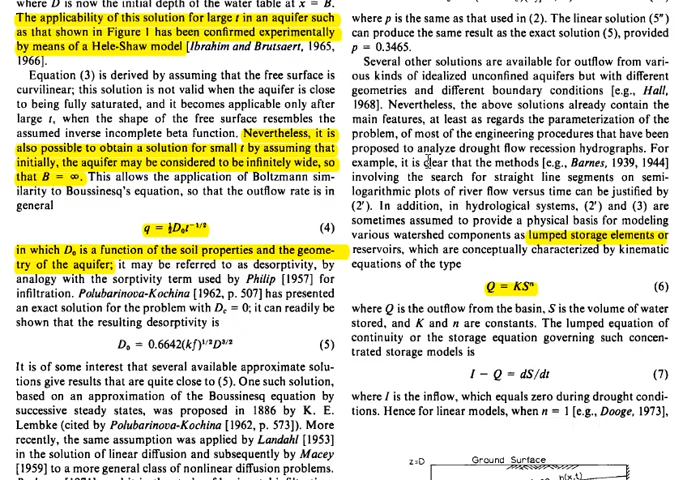 where D is now the initial depth of the water table at x = B.
The applicability of this solution for large t in an aquifer such
as that shown in Figure 1 has been confirmed experimentally
by means of a Hele-Shaw model [Ibrahim and Brutsaert, 1965,
1966].
Equation (3) is derived by assuming that the free surface is
curvilinear; this solution is not valid when the aquifer is close
to being fully saturated, and it becomes applicable only after
large t, when the shape of the free surface resembles the
assumed inverse incomplete beta function. Nevertheless, it is
also possible to obtain a solution for small t by assuming that
initially, the aquifer may be considered to be infinitely wide, so
that B = ∞. This allows the application of Boltzmann sim-
ilarity to Boussinesq's equation, so that the outflow rate is in
general
q = ½D₀t⁻¹/² (4)
in which D₀ is a function of the soil properties and the geome-
try of the aquifer; it may be referred to as desorptivity, by
analogy with the sorptivity term used by Philip [1957] for
infiltration. Polubarinova-Kochina [1962, p. 507] has presented
an exact solution for the problem with D_c = 0; it can readily be
shown that the resulting desorptivity is
D₀ = 0.6642(kf)¹/²D³/² (5)
It is of some interest that several available approximate solu-
tions give results that are quite close to (5). One such solution,
based on an approximation of the Boussinesq equation by
successive steady states, was proposed in 1886 by K. E.
Lembke (cited by Polubarinova-Kochina [1962, p. 573]). More
recently, the same assumption was applied by Landahl [1953]
in the solution of linear diffusion and subsequently by Macey
[1959] to a more general class of nonlinear diffusion problems.
where p is the same as that used in (2). The linear solution (5″)
can produce the same result as the exact solution (5), provided
p = 0.3465.
Several other solutions are available for outflow from vari-
ous kinds of idealized unconfined aquifers but with different
geometries and different boundary conditions [e.g., Hall,
1968]. Nevertheless, the above solutions already contain the
main features, at least as regards the parameterization of the
problem, of most of the engineering procedures that have been
proposed to analyze drought flow recession hydrographs. For
example, it is clear that the methods [e.g., Barnes, 1939, 1944]
involving the search for straight line segments on semi-
logarithmic plots of river flow versus time can be justified by
(2′). In addition, in hydrological systems, (2′) and (3) are
sometimes assumed to provide a physical basis for modeling
various watershed components as lumped storage elements or
reservoirs, which are conceptually characterized by kinematic
equations of the type
Q = KSⁿ (6)
where Q is the outflow from the basin, S is the volume of water
stored, and K and n are constants. The lumped equation of
continuity or the storage equation governing such concen-
trated storage models is
I − Q = dS/dt (7)
where I is the inflow, which equals zero during drought condi-
tions. Hence for linear models, when n = 1 [e.g., Dooge, 1973],
z=D Ground Surface
h(x,t)